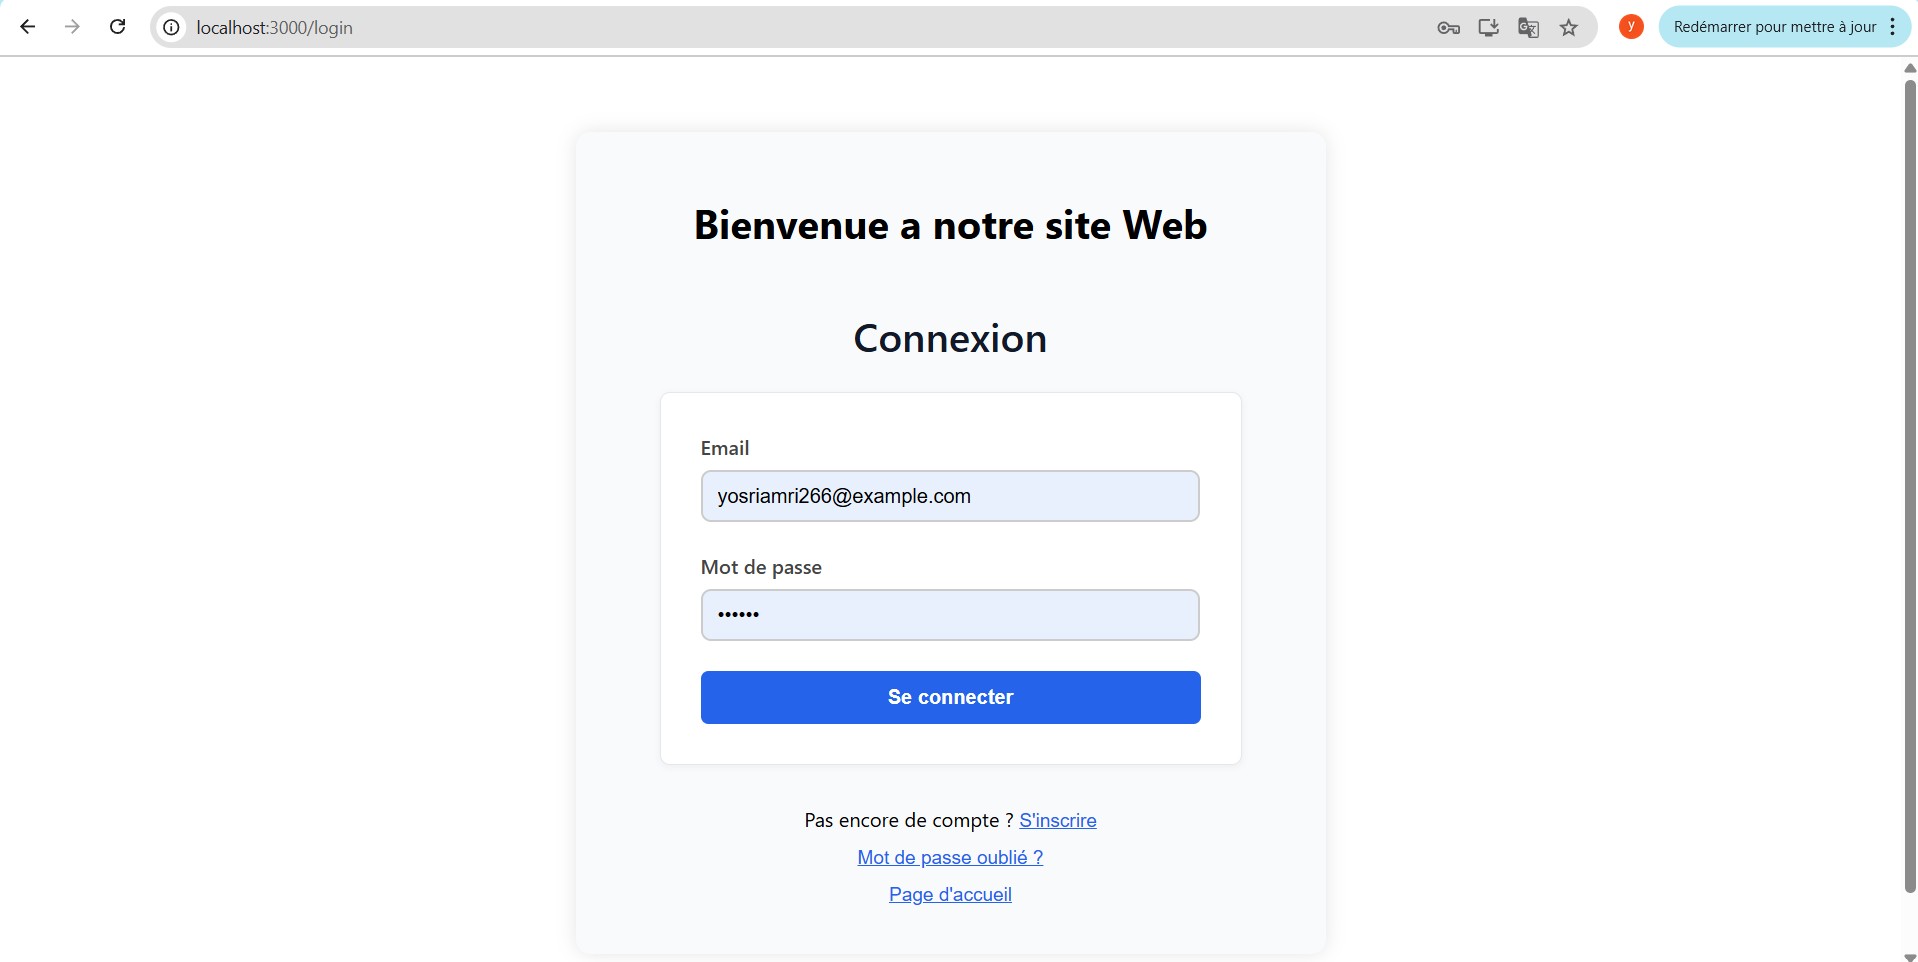 localhost:3000/login
y
Redémarrer pour mettre à jour
Bienvenue a notre site Web
Connexion
Email
yosriamri266@example.com
Mot de passe
••••••
Se connecter
Pas encore de compte ? S'inscrire
Mot de passe oublié ?
Page d'accueil